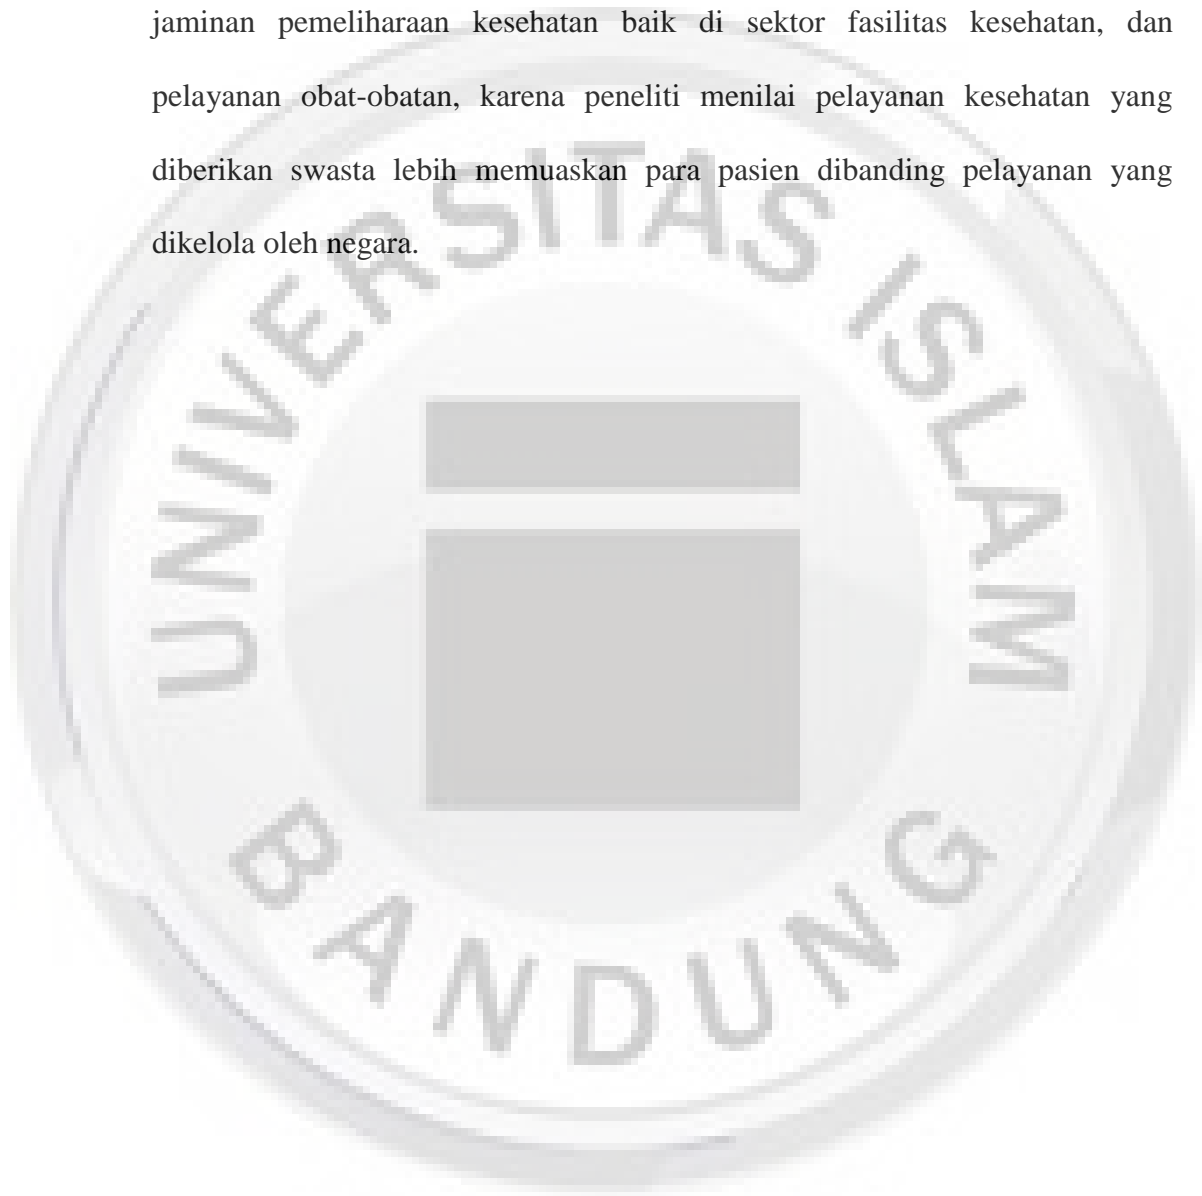 jaminan pemeliharaan kesehatan baik di sektor fasilitas kesehatan, dan
pelayanan obat-obatan, karena peneliti menilai pelayanan kesehatan yang
diberikan swasta lebih memuaskan para pasien dibanding pelayanan yang
dikelola oleh negara.
UNIVERSITAS ISLAM
BANDUNG